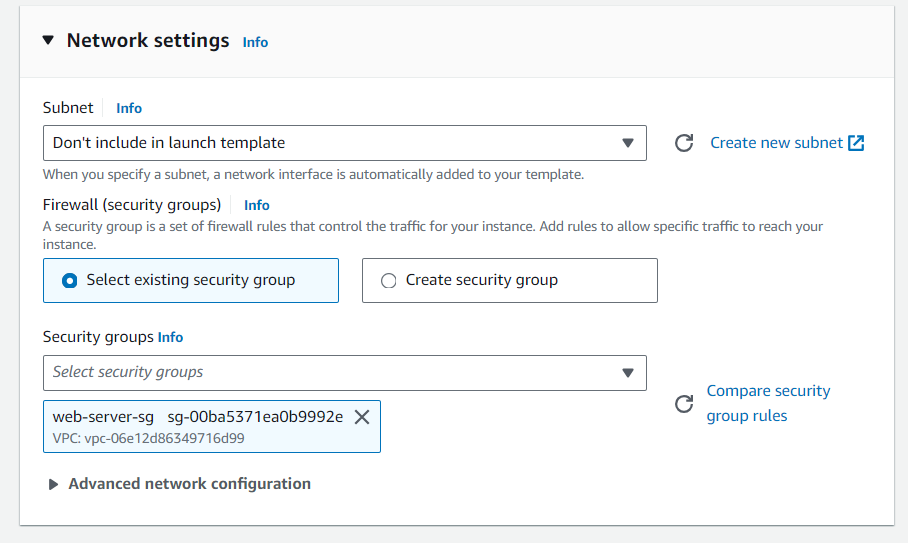 Network settings Info
Subnet Info
Don't include in launch template
Create new subnet
When you specify a subnet, a network interface is automatically added to your template.
Firewall (security groups) Info
A security group is a set of firewall rules that control the traffic for your instance. Add rules to allow specific traffic to reach your
instance.
Select existing security group
Create security group
Security groups Info
Select security groups
Compare security
group rules
web-server-sg sg-00ba5371ea0b9992e
VPC: vpc-06e12d86349716d99
Advanced network configuration